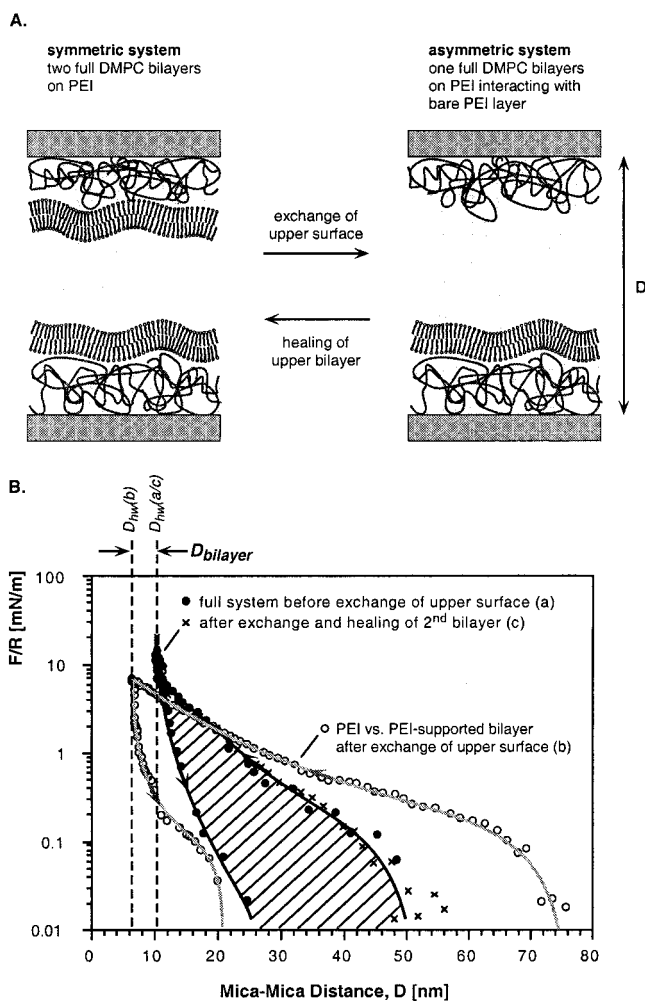 A.
symmetric system
two full DMPC bilayers
on PEI
asymmetric system
one full DMPC bilayers
on PEI interacting with
bare PEI layer
exchange of
upper surface
healing of
upper bilayer
D
B.
D_hw(b)
D_hw(a/c)
D_bilayer
F/R [mN/m]
100
10
1
0.1
0.01
● full system before exchange of upper surface (a)
× after exchange and healing of 2nd bilayer (c)
○ PEI vs. PEI-supported bilayer
after exchange of upper surface (b)
0 10 20 30 40 50 60 70 80
Mica-Mica Distance, D [nm]